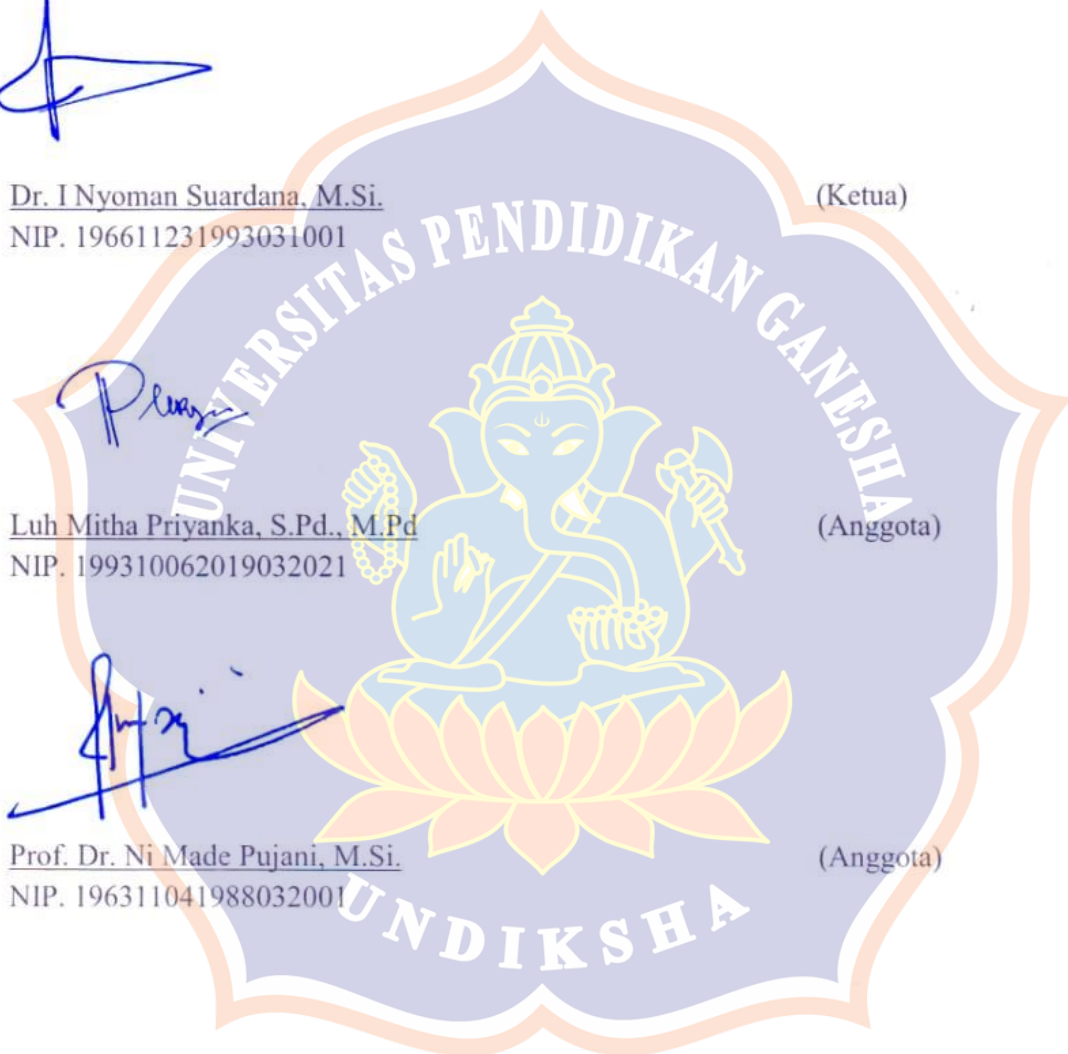 Dr. I Nyoman Suardana, M.Si. (Ketua)
NIP. 196611231993031001
UNIVERSITAS PENDIDIKAN GANESHA
Luh Mitha Priyanka, S.Pd., M.Pd (Anggota)
NIP. 199310062019032021
Prof. Dr. Ni Made Pujani, M.Si. (Anggota)
NIP. 196311041988032001
UNDIKSHA